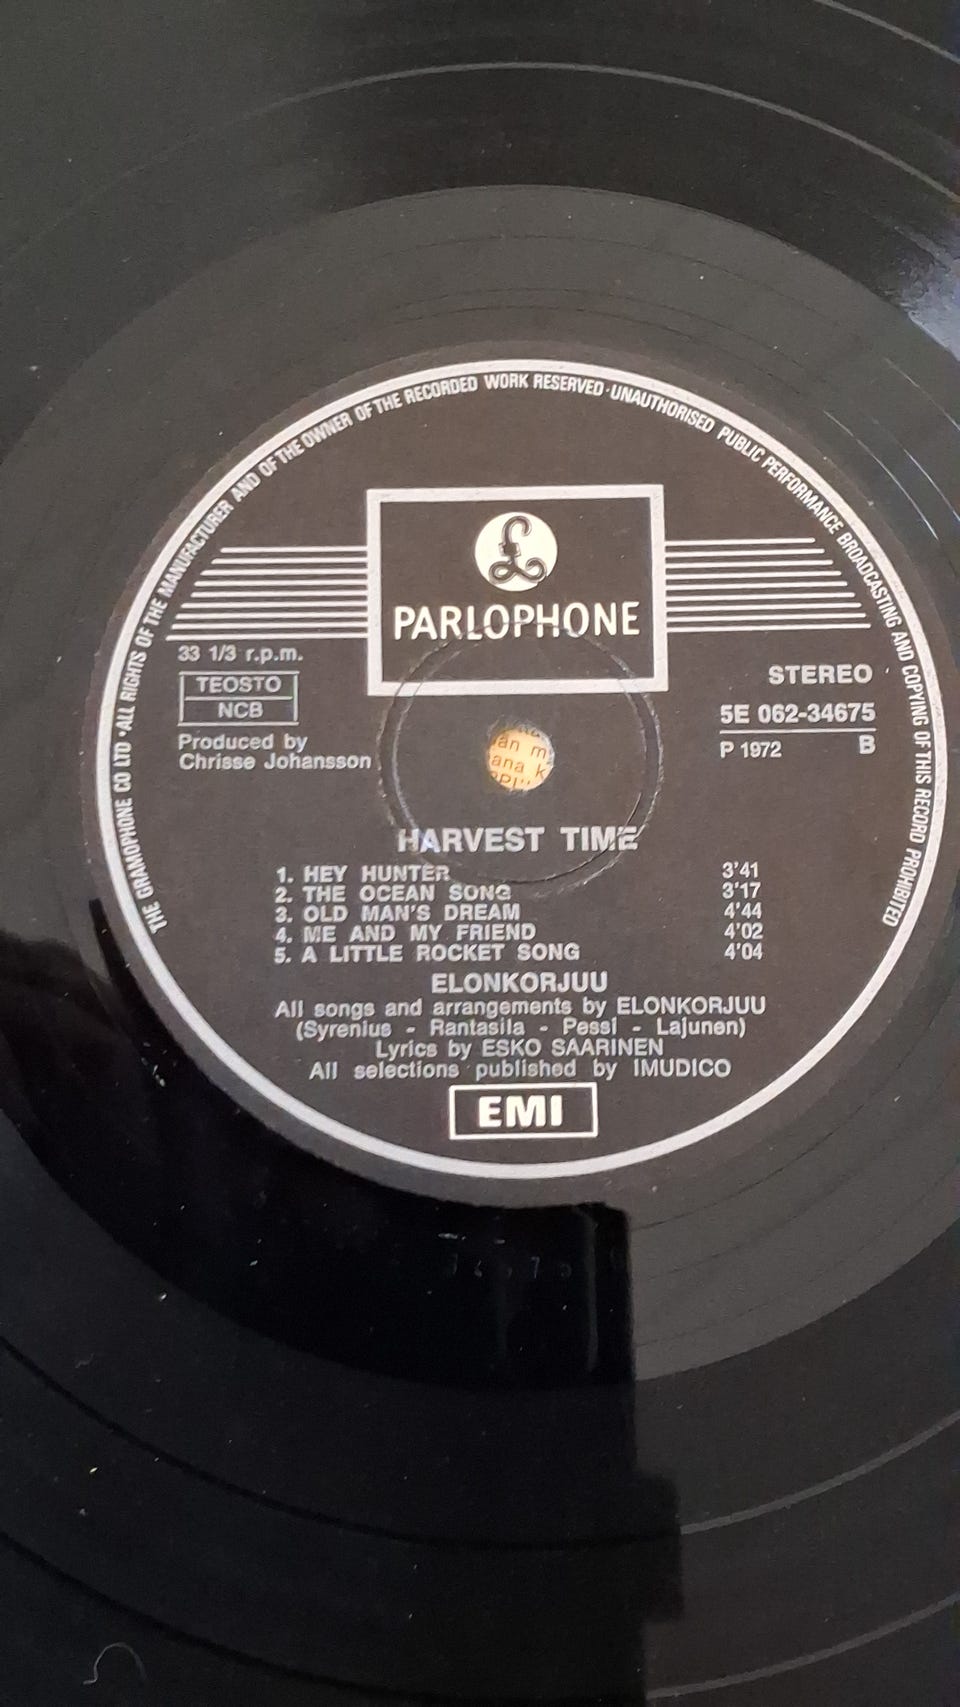 THE GRAMOPHONE CO LTD • ALL RIGHTS OF THE MANUFACTURER AND OF THE OWNER OF THE RECORDED WORK RESERVED · UNAUTHORISED PUBLIC PERFORMANCE BROADCASTING AND COPYING OF THIS RECORD PROHIBITED
£
PARLOPHONE
33 1/3 r.p.m.
TEOSTO
NCB
Produced by
Chrisse Johansson
STEREO
5E 062-34675
P 1972 B
än m
ana k
HARVEST TIME
1. HEY HUNTER 3'41
2. THE OCEAN SONG 3'17
3. OLD MAN'S DREAM 4'44
4. ME AND MY FRIEND 4'02
5. A LITTLE ROCKET SONG 4'04
ELONKORJUU
All songs and arrangements by ELONKORJUU
(Syrenius - Rantasila - Pessi - Lajunen)
Lyrics by ESKO SAARINEN
All selections published by IMUDICO
EMI